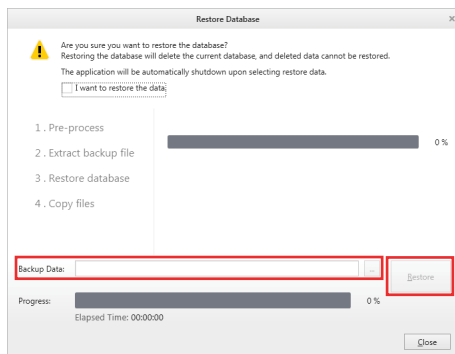 Restore Database
Are you sure you want to restore the database?
Restoring the database will delete the current database, and deleted data cannot be restored.
The application will be automatically shutdown upon selecting restore data.
I want to restore the data
1 . Pre-process
0 %
2 . Extract backup file
3 . Restore database
4 . Copy files
Backup Data:
...
Restore
Progress:
0 %
Elapsed Time: 00:00:00
Close